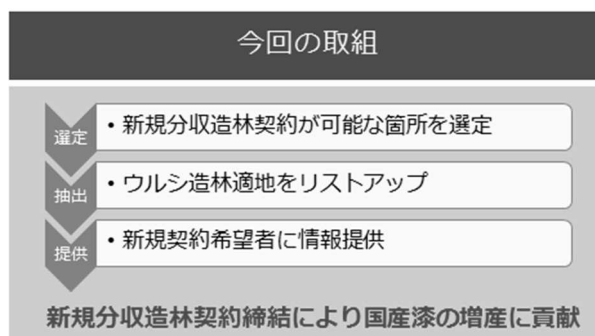 今回の取組
選定
・新規分収造林契約が可能な箇所を選定
抽出
・ウルシ造林適地をリストアップ
提供
・新規契約希望者に情報提供
新規分収造林契約締結により国産漆の増産に貢献